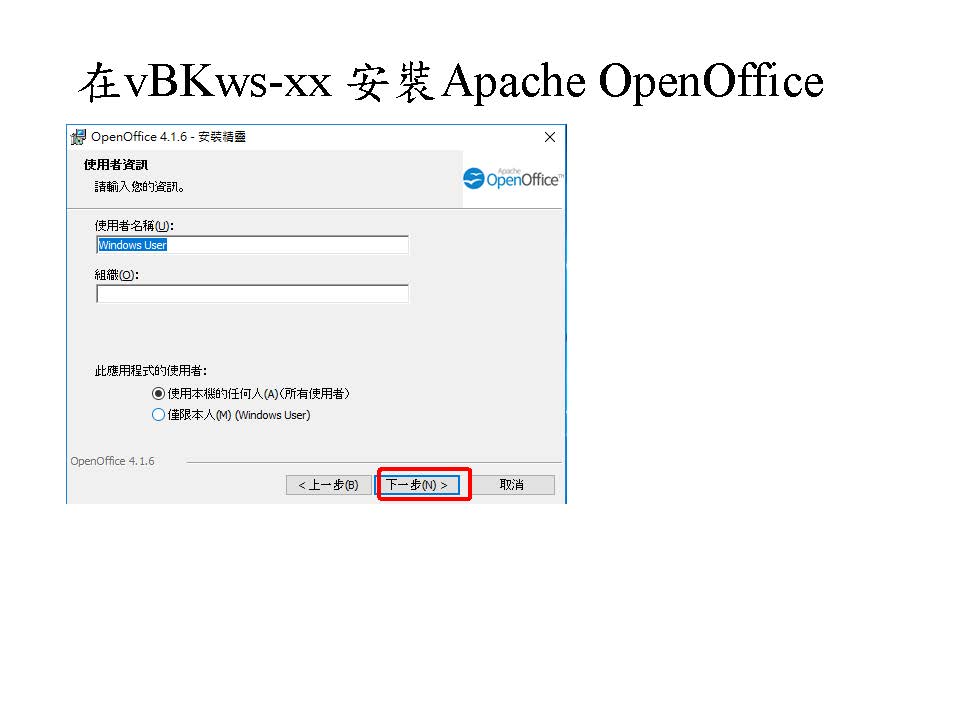 在vBKws-xx 安裝Apache OpenOffice
OpenOffice 4.1.6 - 安裝精靈
使用者資訊
請輸入您的資訊。
Apache
OpenOffice™
使用者名稱(U):
Windows User
組織(O):
此應用程式的使用者:
使用本機的任何人(A)(所有使用者)
僅限本人(M) (Windows User)
OpenOffice 4.1.6
< 上一步(B) 下一步(N) > 取消